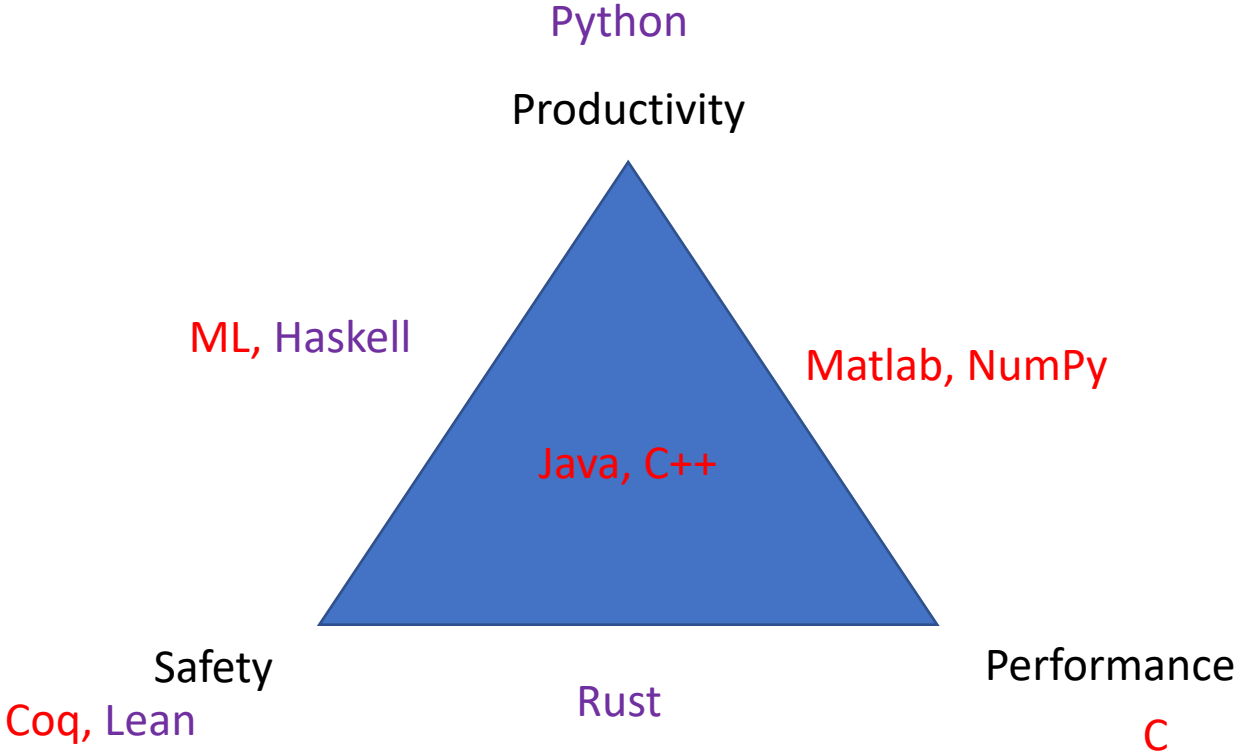 Python
Productivity
ML, Haskell
Matlab, NumPy
Java, C++
Safety
Performance
Coq, Lean
Rust
C